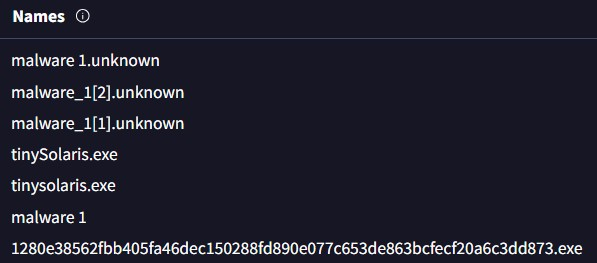 Names
malware 1.unknown
malware_1[2].unknown
malware_1[1].unknown
tinySolaris.exe
tinysolaris.exe
malware 1
1280e38562fbb405fa46dec150288fd890e077c653de863bcfecf20a6c3dd873.exe